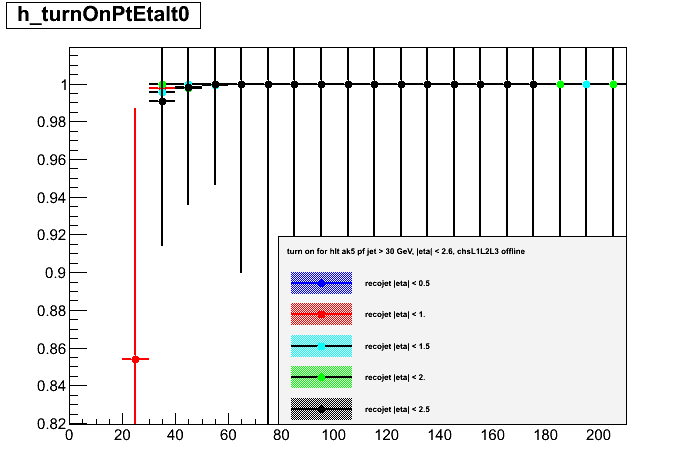 h_turnOnPtEtalt0
1
0.98
0.96
0.94
0.92
0.9
0.88
0.86
0.84
0.82
turn on for hlt ak5 pf jet > 30 GeV, |eta| < 2.6, chsL1L2L3 offline
recojet |eta| < 0.5
recojet |eta| < 1.
recojet |eta| < 1.5
recojet |eta| < 2.
recojet |eta| < 2.5
0 20 40 60 80 100 120 140 160 180 200